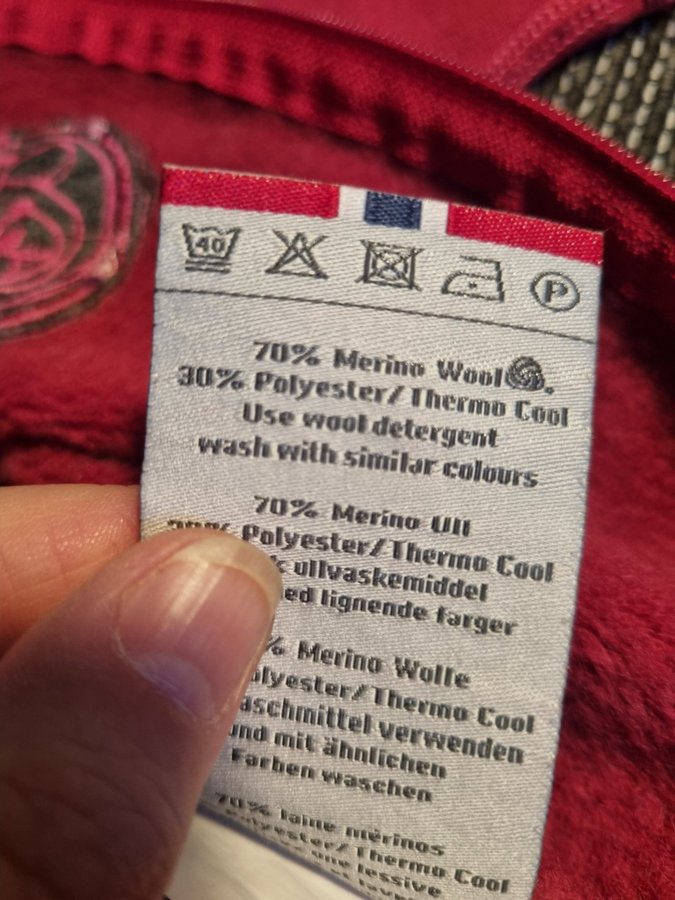 40
P
70% Merino Wool
30% Polyester/Thermo Cool
Use wool detergent
wash with similar colours
70% Merino Ull
Polyester/Thermo Cool
ullvaskemiddel
lignende farger
Merino Wolle
Thermo Cool
verwenden
und mit ähnlichen
Farben waschen
70% laine mérinos
Polyester/Thermo Cool
lessive